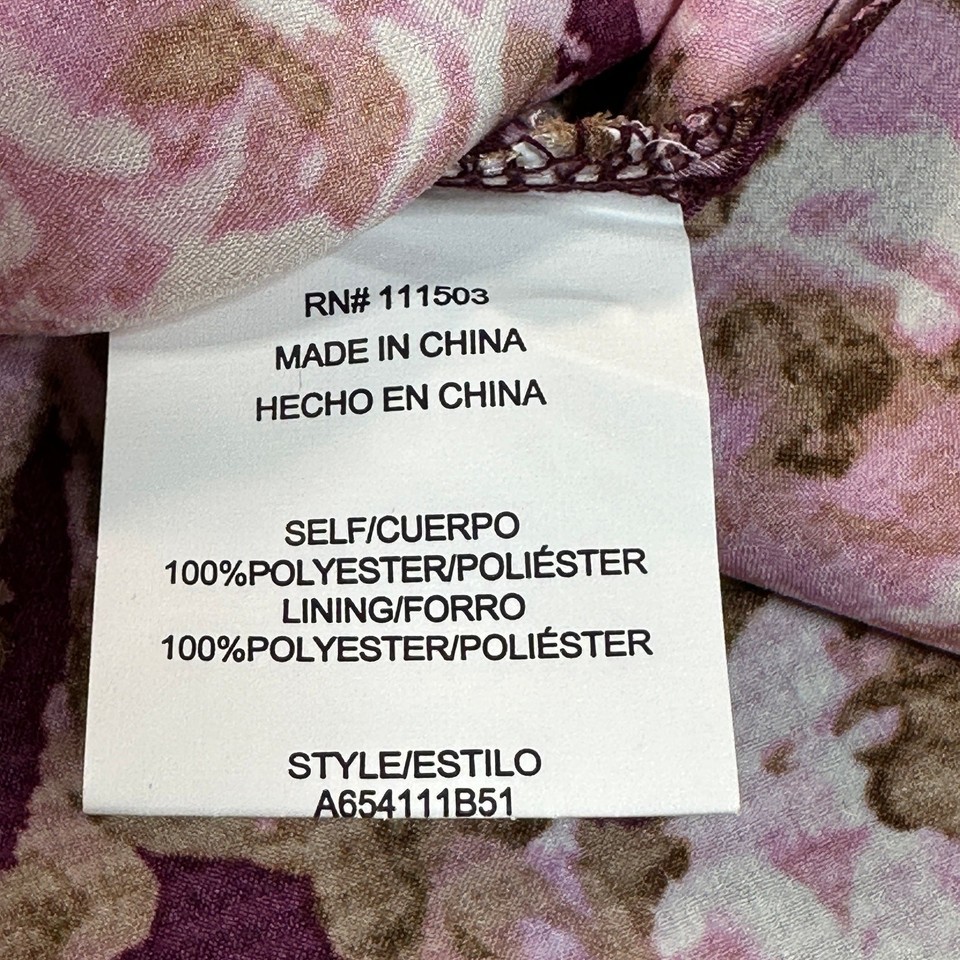 RN# 111503
MADE IN CHINA
HECHO EN CHINA
SELF/CUERPO
100%POLYESTER/POLIÉSTER
LINING/FORRO
100%POLYESTER/POLIÉSTER
STYLE/ESTILO
A654111B51